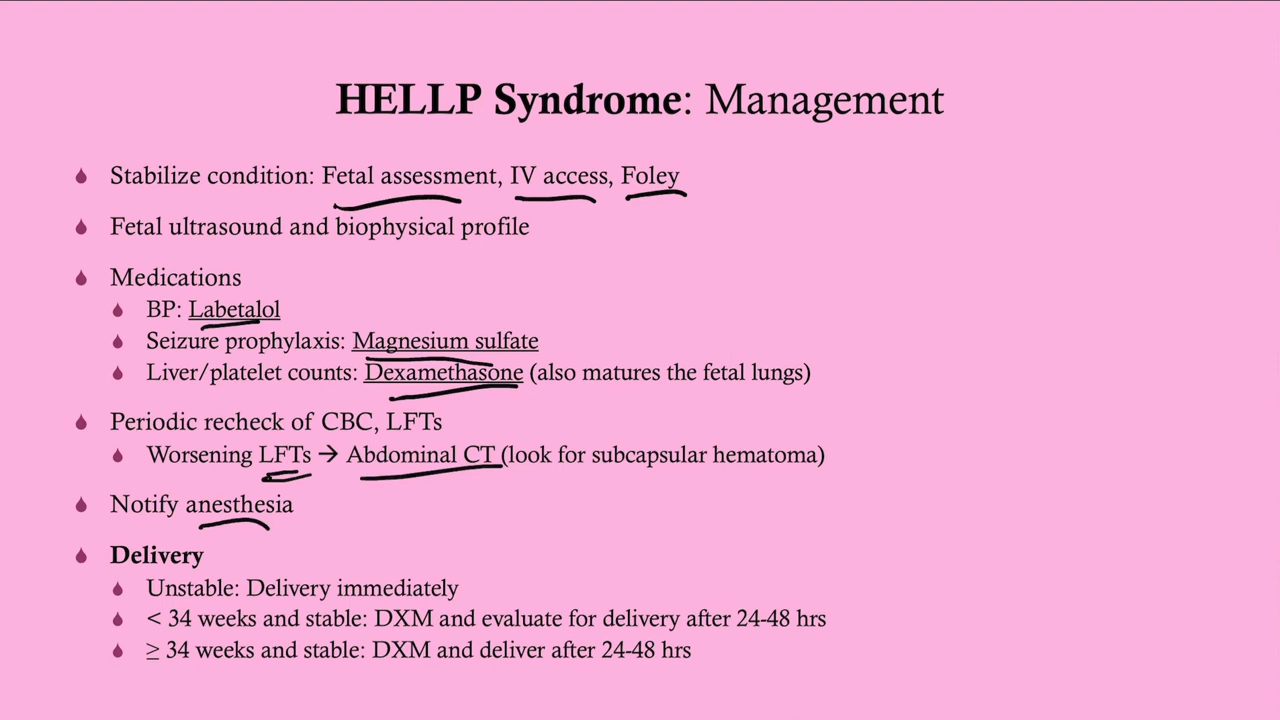 HELLP Syndrome: Management
Stabilize condition: Fetal assessment, IV access, Foley
Fetal ultrasound and biophysical profile
Medications
BP: Labetalol
Seizure prophylaxis: Magnesium sulfate
Liver/platelet counts: Dexamethasone (also matures the fetal lungs)
Periodic recheck of CBC, LFTs
Worsening LFTs → Abdominal CT (look for subcapsular hematoma)
Notify anesthesia
Delivery
Unstable: Delivery immediately
< 34 weeks and stable: DXM and evaluate for delivery after 24-48 hrs
≥ 34 weeks and stable: DXM and deliver after 24-48 hrs